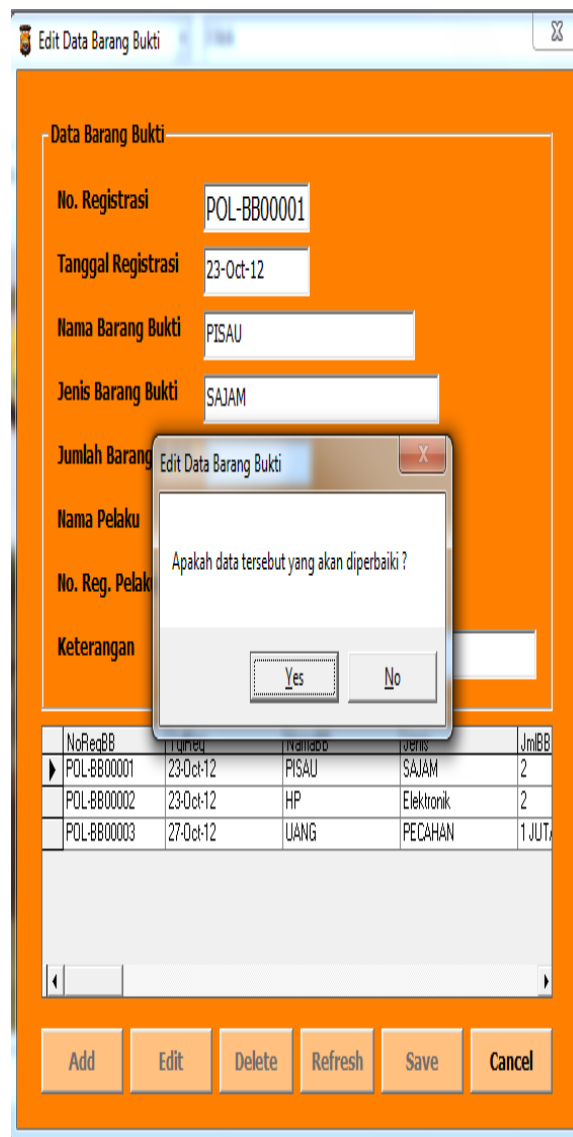 Edit Data Barang Bukti
Data Barang Bukti
No. Registrasi POL-BB00001
Tanggal Registrasi 23-Oct-12
Nama Barang Bukti PISAU
Jenis Barang Bukti SAJAM
Jumlah Barang
Edit Data Barang Bukti
X
Nama Pelaku
Apakah data tersebut yang akan diperbaiki ?
No. Reg.
Keterangan
Yes No
NoRegBB TglReg NamaBB Jenis JmlBB
POL-BB00001 23-Oct-12 PISAU SAJAM 2
POL-BB00002 23-Oct-12 HP Elektronik 2
POL-BB00003 27-Oct-12 UANG PECAHAN 1 JUT
Add Edit Delete Refresh Save Cancel